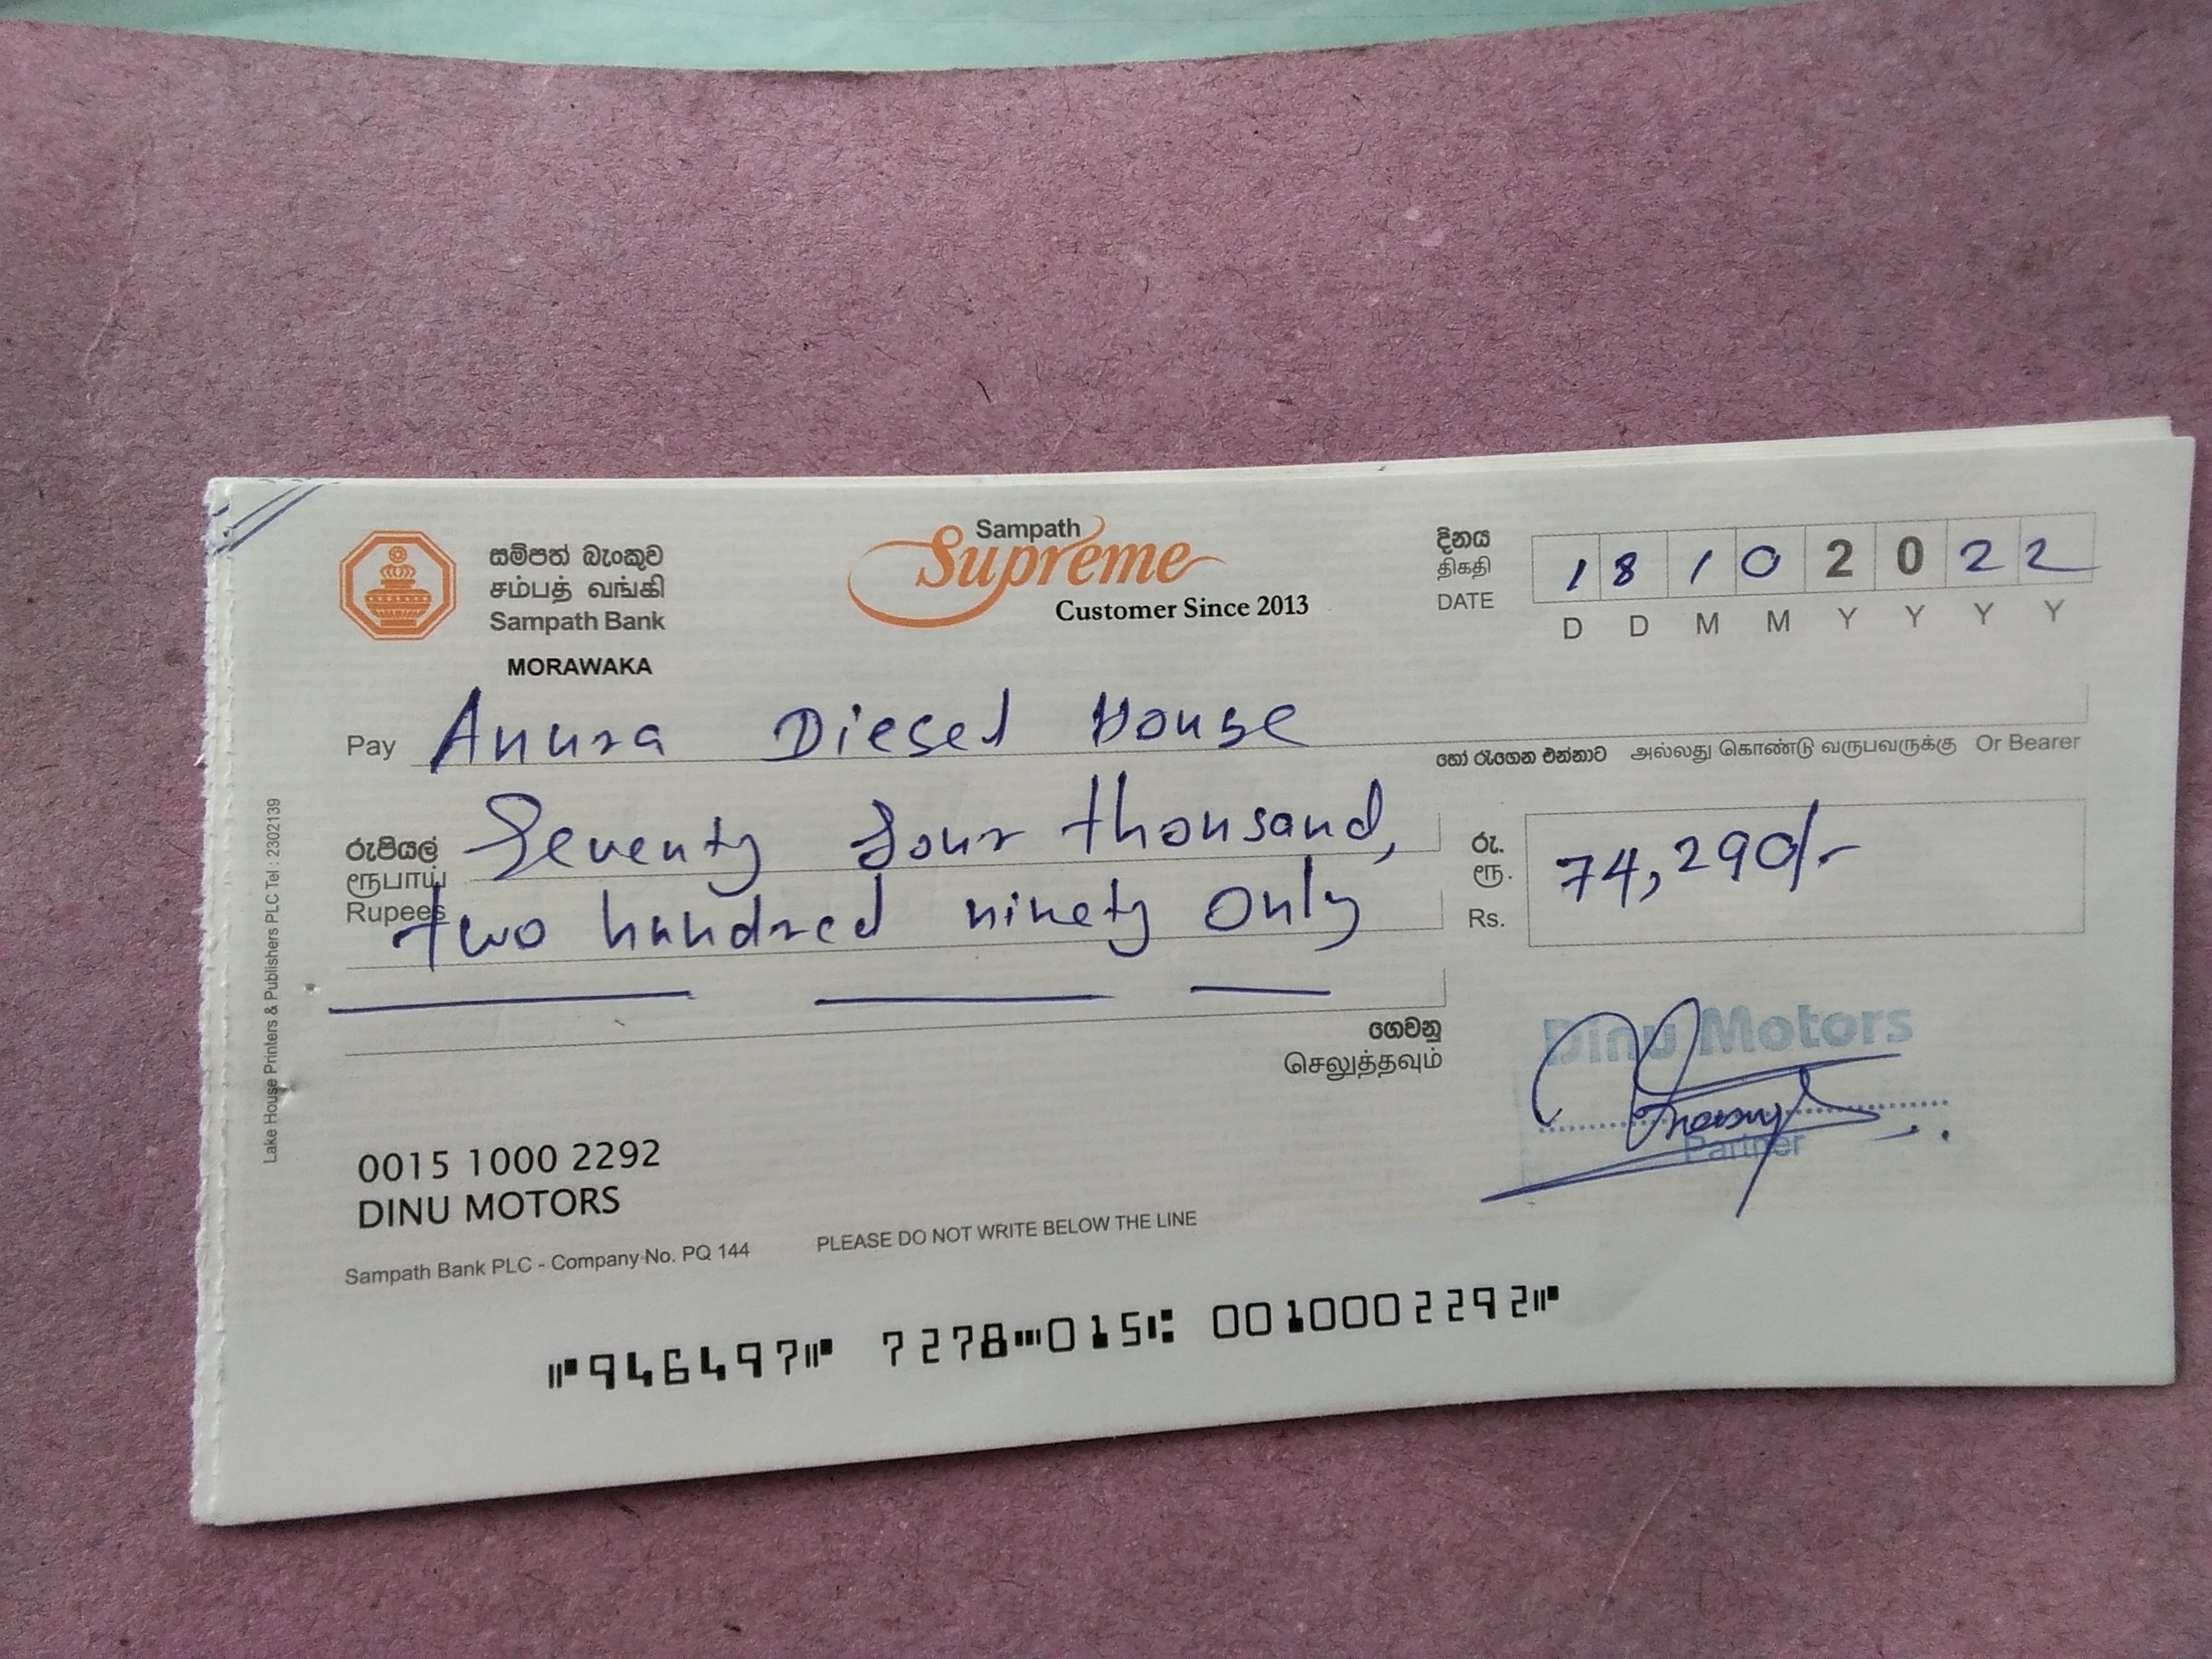 සම්පත් බැංකුව
சம்பத் வங்கி
Sampath Bank
MORAWAKA
Sampath
Supreme
Customer Since 2013
දිනය
திகதி
DATE
1 8 1 0 2 0 2 2
D D M M Y Y Y Y
Pay Anura Diesel House
හෝ රැගෙන එන්නාට அல்லது கொண்டு வருபவருக்கு Or Bearer
රුපියල්
ரூபாய்
Rupees
Seventy four thousand,
two hundred ninety Only
රු.
ரூ.
Rs.
74,290/-
ගෙවනු
செலுத்தவும்
Dinu Motors
Partner
0015 1000 2292
DINU MOTORS
Sampath Bank PLC - Company No. PQ 144
PLEASE DO NOT WRITE BELOW THE LINE
⑈946497⑈ 7278⑉015⑆ 0010002292⑈
Lake House Printers & Publishers PLC Tel : 2302139